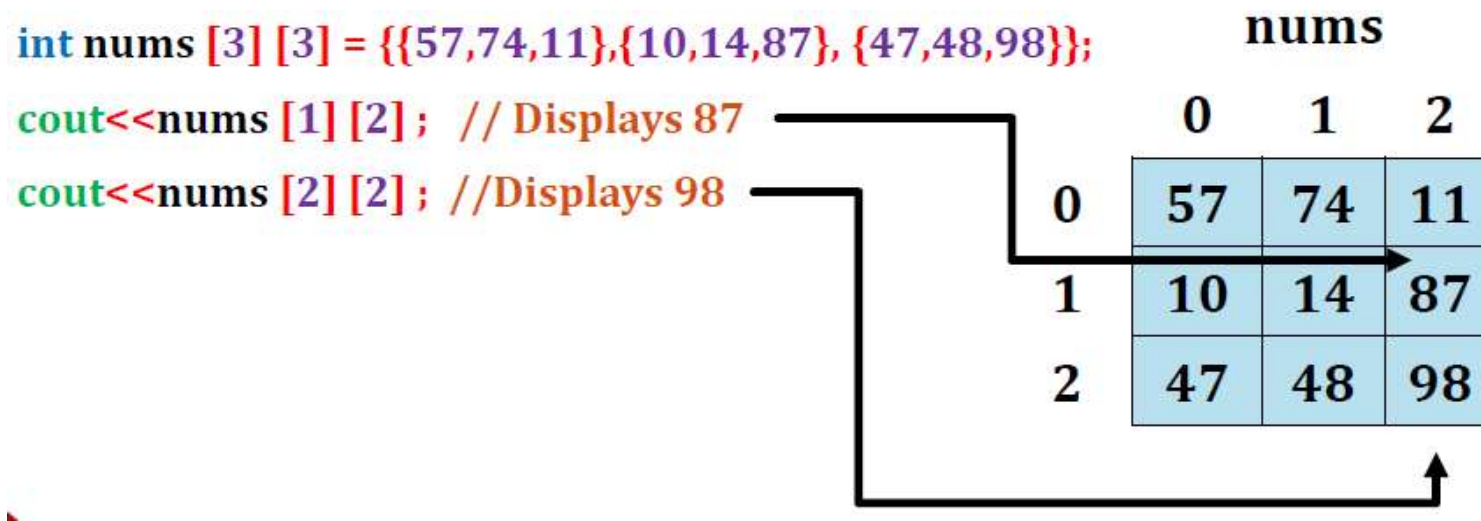 int nums [3] [3] = {{57,74,11},{10,14,87}, {47,48,98}};
cout<<nums [1] [2] ;  // Displays 87
cout<<nums [2] [2] ; //Displays 98
nums
0 1 2
0 57 74 11
1 10 14 87
2 47 48 98